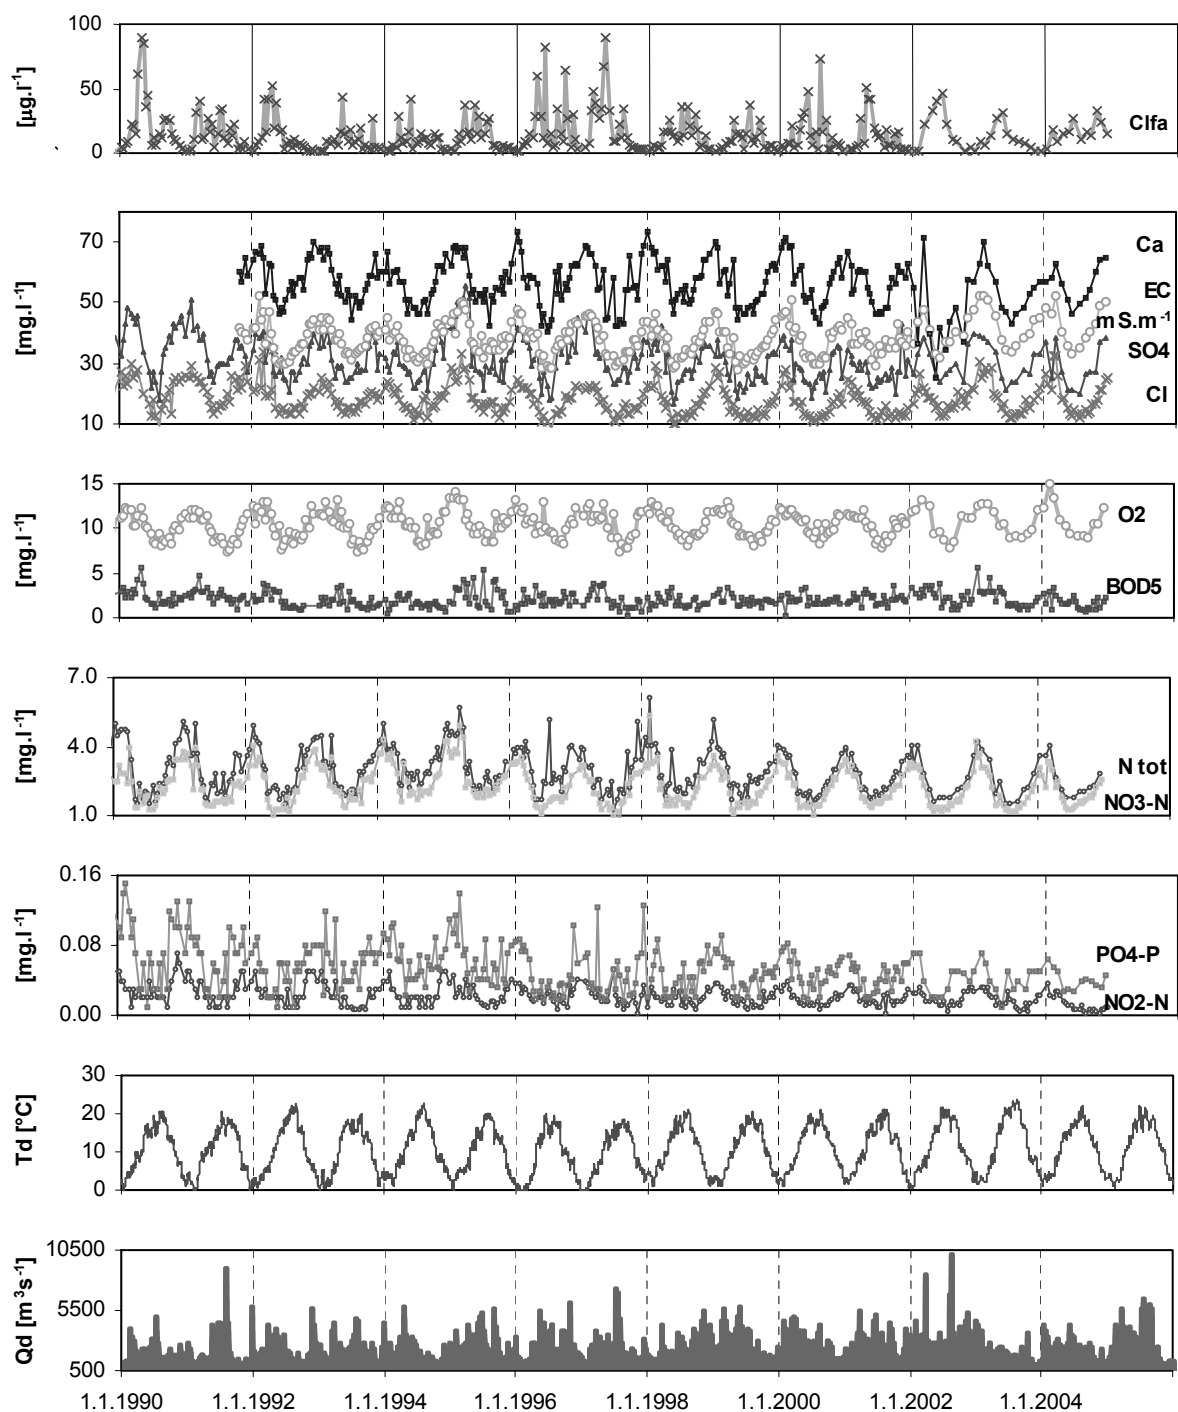 100
50
0
[µg.l-1]
Clfa
70
50
30
10
[mg.l-1]
Ca
EC
mS.m-1
SO4
Cl
15
10
5
0
[mg.l-1]
O2
BOD5
7.0
4.0
1.0
[mg.l-1]
N tot
NO3-N
0.16
0.08
0.00
[mg.l-1]
PO4-P
NO2-N
30
20
10
0
Td [°C]
10500
5500
500
Qd [m3s-1]
1.1.1990 1.1.1992 1.1.1994 1.1.1996 1.1.1998 1.1.2000 1.1.2002 1.1.2004